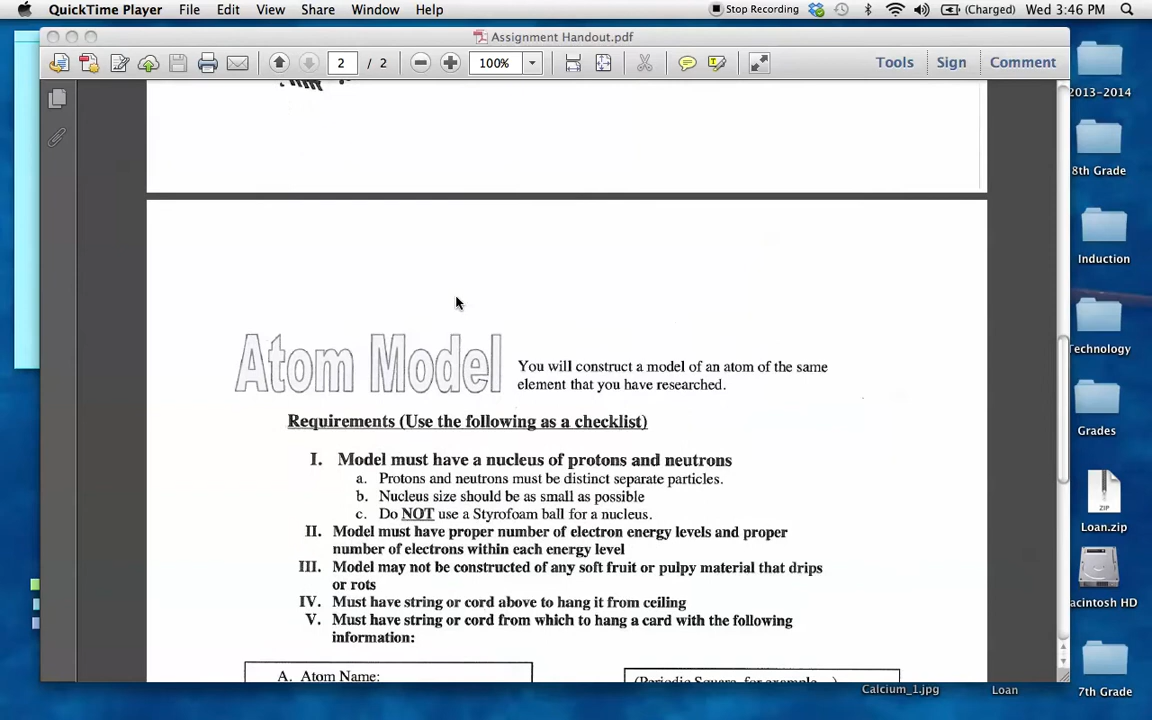 QuickTime Player File Edit View Share Window Help Stop Recording (Charged) Wed 3:46 PM
Assignment Handout.pdf
2 / 2 100% Tools Sign Comment
Atom Model
You will construct a model of an atom of the same
element that you have researched.
Requirements (Use the following as a checklist)
I. Model must have a nucleus of protons and neutrons
a. Protons and neutrons must be distinct separate particles.
b. Nucleus size should be as small as possible
c. Do NOT use a Styrofoam ball for a nucleus.
II. Model must have proper number of electron energy levels and proper
number of electrons within each energy level
III. Model may not be constructed of any soft fruit or pulpy material that drips
or rots
IV. Must have string or cord above to hang it from ceiling
V. Must have string or cord from which to hang a card with the following
information:
A. Atom Name:
(Periodic Square, for example...)
2013-2014
8th Grade
Induction
Technology
Grades
ZIP
Loan.zip
acintosh HD
7th Grade
Calcium_1.jpg
Loan